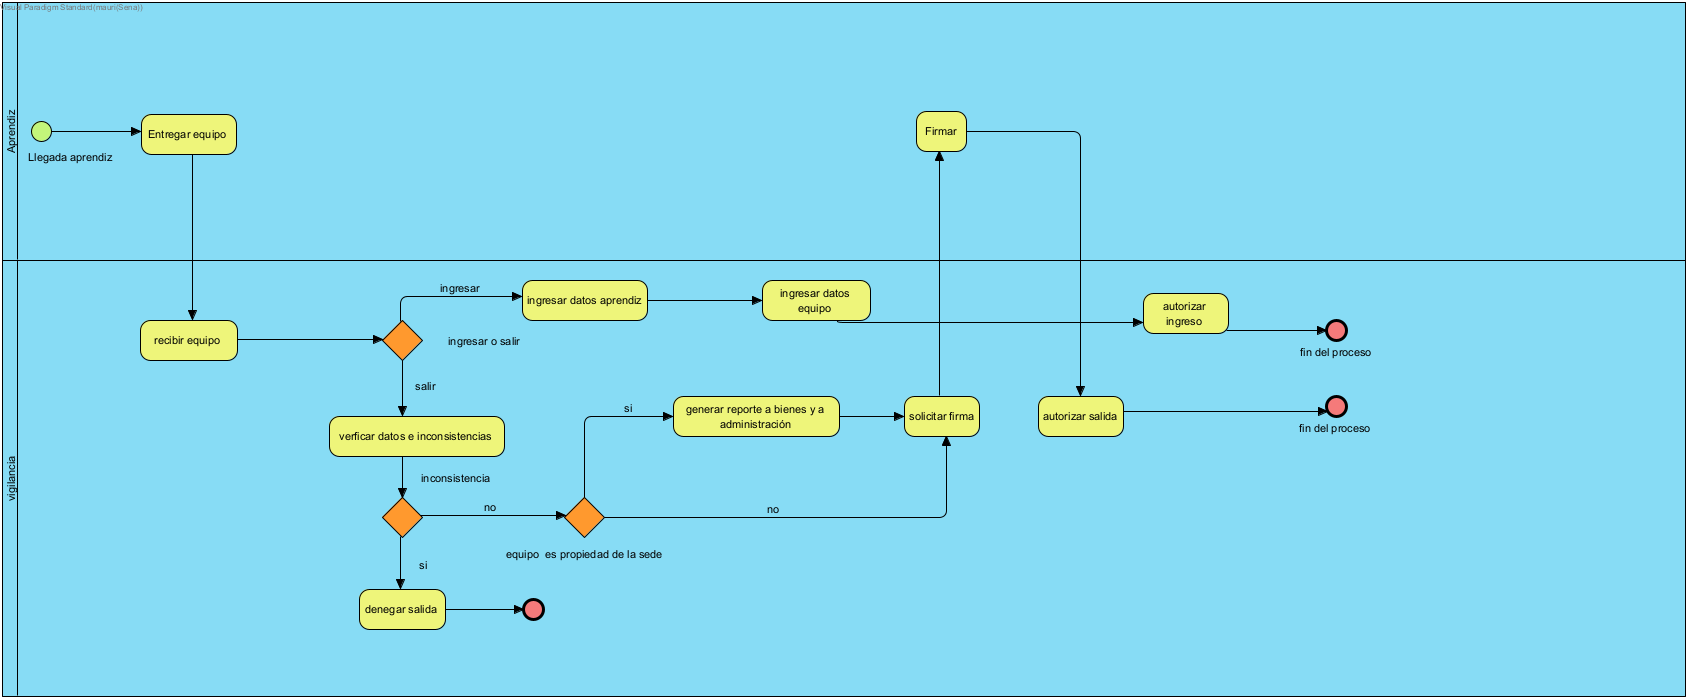 Visual Paradigm Standard(mauri(Sena))
Aprendiz
Llegada aprendiz
Entregar equipo
Firmar
vigilancia
recibir equipo
ingresar
ingresar o salir
salir
ingresar datos aprendiz
ingresar datos
equipo
autorizar
ingreso
fin del proceso
verficar datos e inconsistencias
inconsistencia
no
si
denegar salida
equipo  es propiedad de la sede
si
no
generar reporte a bienes y a
administración
solicitar firma
autorizar salida
fin del proceso